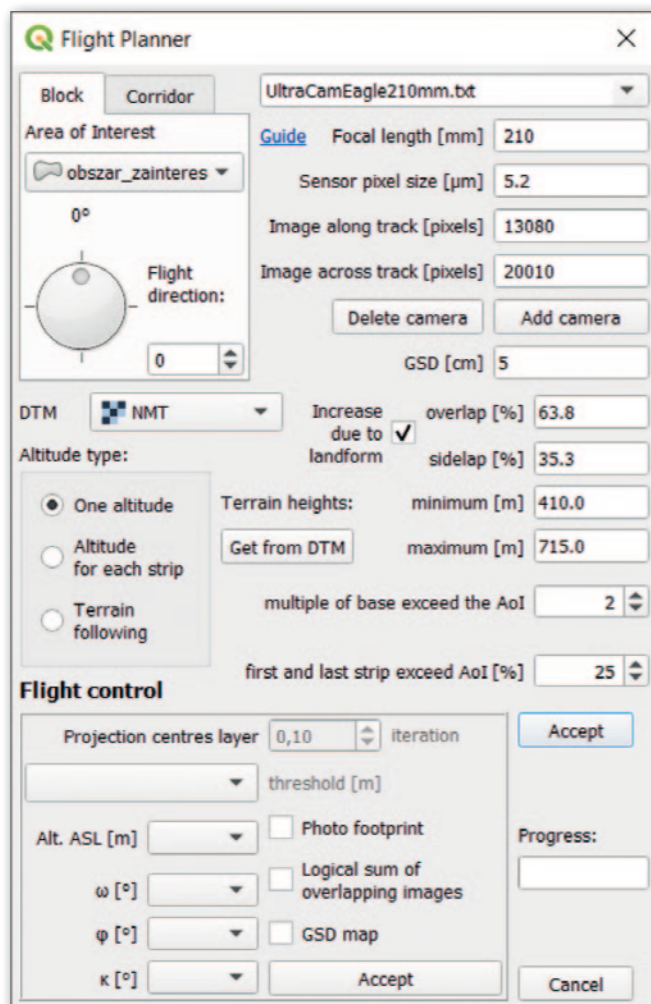 Flight Planner
Block
Corridor
UltraCamEagle210mm.txt
Area of Interest
Guide
Focal length [mm]
210
obszar_zainteres
Sensor pixel size [µm]
5.2
0°
Image along track [pixels]
13080
Flight
direction:
Image across track [pixels]
20010
Delete camera
Add camera
0
GSD [cm]
5
DTM
NMT
Increase
due to
landform
overlap [%]
63.8
sidelap [%]
35.3
Altitude type:
One altitude
Altitude
for each strip
Terrain
following
Terrain heights:
minimum [m]
410.0
Get from DTM
maximum [m]
715.0
multiple of base exceed the AoI
2
first and last strip exceed AoI [%]
25
Flight control
Projection centres layer
0,10
iteration
threshold [m]
Accept
Alt. ASL [m]
Photo footprint
Progress:
ω [°]
Logical sum of
overlapping images
φ [°]
GSD map
κ [°]
Accept
Cancel